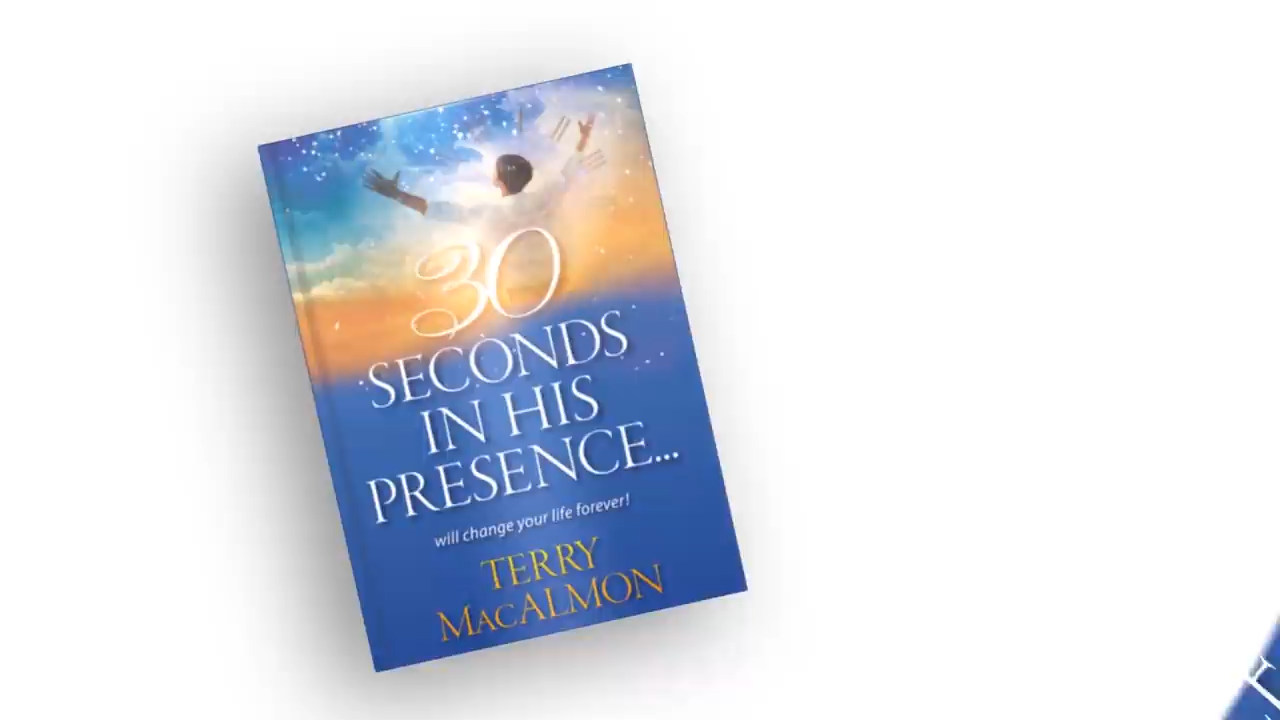 30
SECONDS
IN HIS
PRESENCE...
will change your life forever!
TERRY
MACALMON